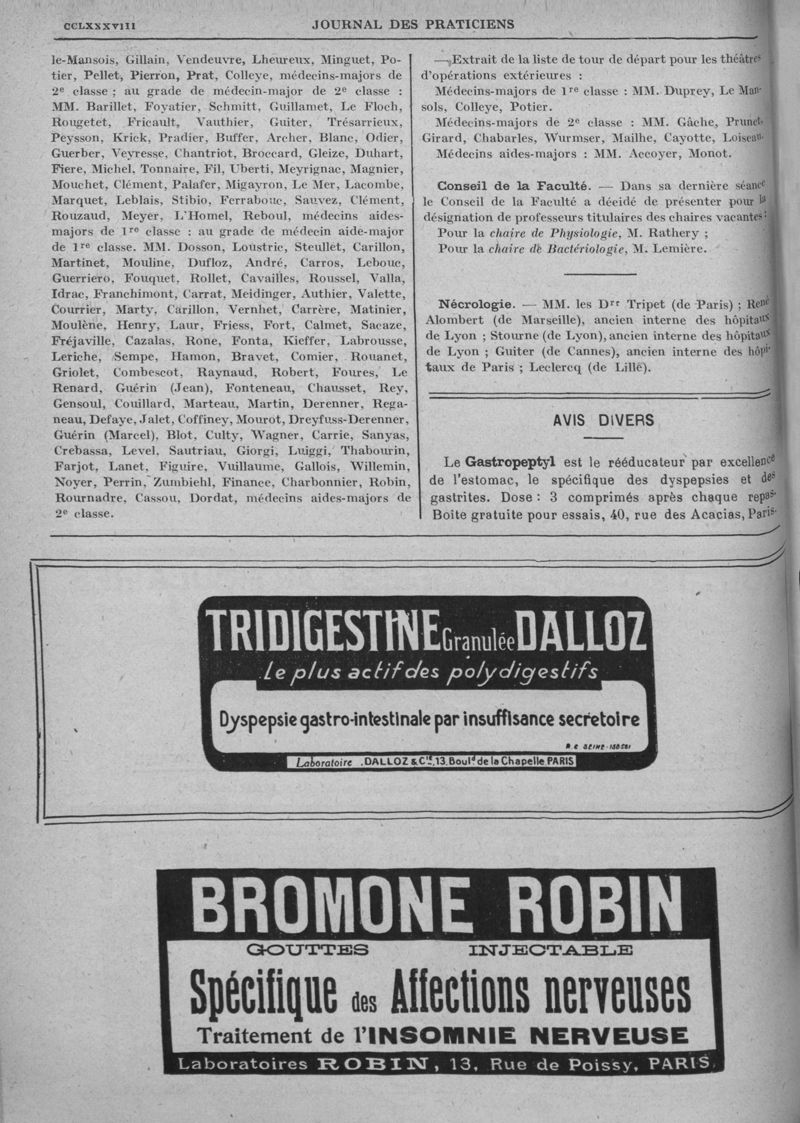 CCLXXXVIII
JOURNAL DES PRATICIENS
le-Mansois, Gillain, Vendeuvre, Lheureux, Minguet, Po-
tier, Pellet, Pierron, Prat, Colleye, médecins-majors de
2e classe ; au grade de médecin-major de 2e classe :
MM. Barillet, Foyatier, Schmitt, Guillamet, Le Floch,
Rougetet, Fricault, Vauthier, Guiter, Trésarrieux,
Peysson, Krick, Pradier, Buffer, Archer, Blanc, Odier,
Guerber, Veyresse, Chantriot, Broccard, Gleize, Duhart,
Fiere, Michel, Tonnaire, Fil, Uberti, Meyrignac, Magnier,
Mouchet, Clément, Palafer, Migayron, Le Mer, Lacombe,
Marquet, Leblais, Stibio, Ferrabouc, Sauvez, Clément,
Rouzaud, Meyer, L'Homel, Reboul, médecins aides-
majors de 1re classe : au grade de médecin aide-major
de 1re classe. MM. Dosson, Loustric, Steullet, Carillon,
Martinet, Mouline, Dufloz, André, Carros, Lebouc,
Guerriero, Fouquet, Rollet, Cavailles, Roussel, Valla,
Idrac, Franchimont, Carrat, Meidinger, Authier, Valette,
Courrier, Marty, Carillon, Vernhet, Carrère, Matinier,
Moulène, Henry, Laur, Friess, Fort, Calmet, Sacaze,
Fréjaville, Cazalas, Rone, Fonta, Kieffer, Labrousse,
Leriche, Sempe, Hamon, Bravet, Comier, Rouanet,
Griolet, Combescot, Raynaud, Robert, Foures, Le
Renard, Guérin (Jean), Fonteneau, Chausset, Rey,
Gensoul, Couillard, Marteau, Martin, Derenner, Rega-
neau, Defaye, Jalet, Coffiney, Mourot, Dreyfuss-Derenner,
Guérin (Marcel), Blot, Culty, Wagner, Carrie, Sanyas,
Crebassa, Level, Sautriau, Giorgi, Luiggi, Thabourin,
Farjot, Lanet, Figuire, Vuillaume, Gallois, Willemin,
Noyer, Perrin, Zumbiehl, Finance, Charbonnier, Robin,
Rournadre, Cassou, Dordat, médecins aides-majors de
2e classe.
— Extrait de la liste de tour de départ pour les théâtres
d'opérations extérieures :
Médecins-majors de 1re classe : MM. Duprey, Le Man-
sols, Colleye, Potier.
Médecins-majors de 2e classe : MM. Gâche, Prunet-
Girard, Chabarles, Wurmser, Mailhe, Cayotte, Loiseau-
Médecins aides-majors : MM. Accoyer, Monot.
Conseil de la Faculté. — Dans sa dernière séance
le Conseil de la Faculté a décidé de présenter pour la
désignation de professeurs titulaires des chaires vacantes :
Pour la chaire de Physiologie, M. Rathery ;
Pour la chaire de Bactériologie, M. Lemière.
Nécrologie. — MM. les Drr Tripet (de Paris) ; René
Alombert (de Marseille), ancien interne des hôpitaux
de Lyon ; Stourne (de Lyon), ancien interne des hôpitaux
de Lyon ; Guiter (de Cannes), ancien interne des hôpi-
taux de Paris ; Leclercq (de Lille).
AVIS DIVERS
Le Gastropeptyl est le rééducateur par excellence
de l'estomac, le spécifique des dyspepsies et des
gastrites. Dose : 3 comprimés après chaque repas.
Boite gratuite pour essais, 40, rue des Acacias, Paris.
TRIDIGESTINE Granulée DALLOZ
Le plus actif des polydigestifs
Dyspepsie gastro-intestinale par insuffisance secretoire
Laboratoire .DALLOZ & Cie, 13, Bould de la Chapelle PARIS
BROMONE ROBIN
GOUTTES INJECTABLE
Spécifique des Affections nerveuses
Traitement de l'INSOMNIE NERVEUSE
Laboratoires ROBIN, 13, Rue de Poissy, PARIS